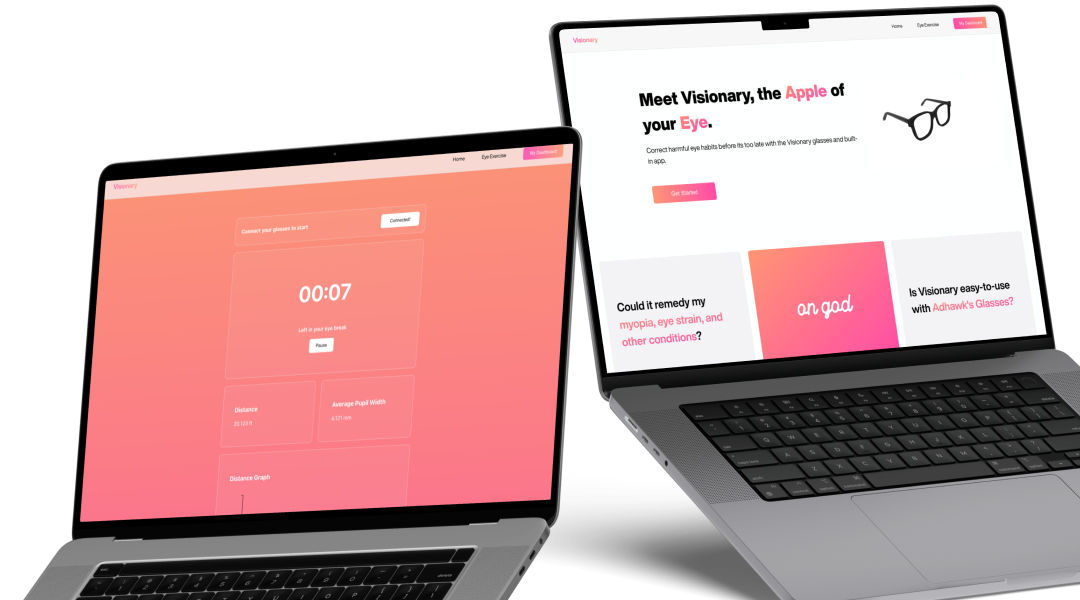 Visionary
Home
Eye Exercise
My Dashboard
Connect your glasses to start
Connected!
00:07
Left in your eye break
Pause
Distance
20.123 ft
Average Pupil Width
4.121 mm
Distance Graph
Visionary
Home
Eye Exercise
My Dashboard
Meet Visionary, the Apple of
your Eye.
Correct harmful eye habits before its too late with the Visionary glasses and built-
in app.
Get Started
Could it remedy my
myopia, eye strain, and
other conditions?
on god
Is Visionary easy-to-use
with Adhawk's Glasses?